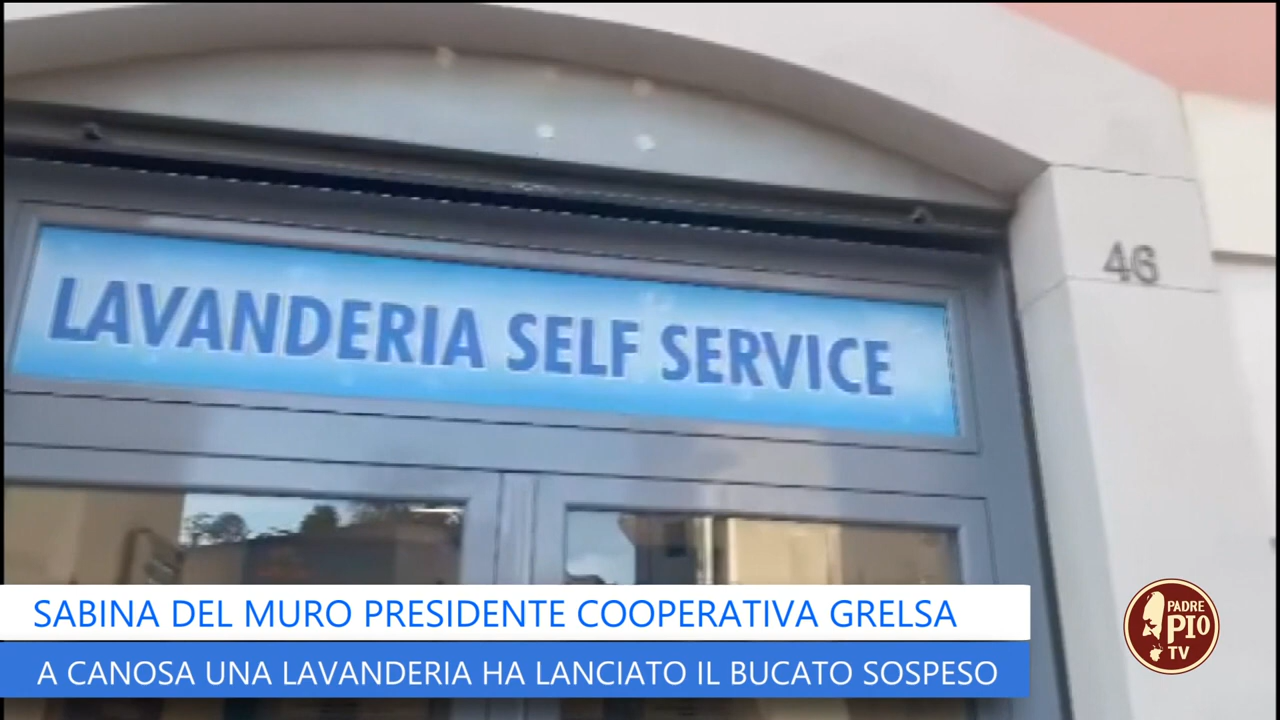 LAVANDERIA SELF SERVICE
46
SABINA DEL MURO PRESIDENTE COOPERATIVA GRELSA
A CANOSA UNA LAVANDERIA HA LANCIATO IL BUCATO SOSPESO
PADRE
PIO
TV